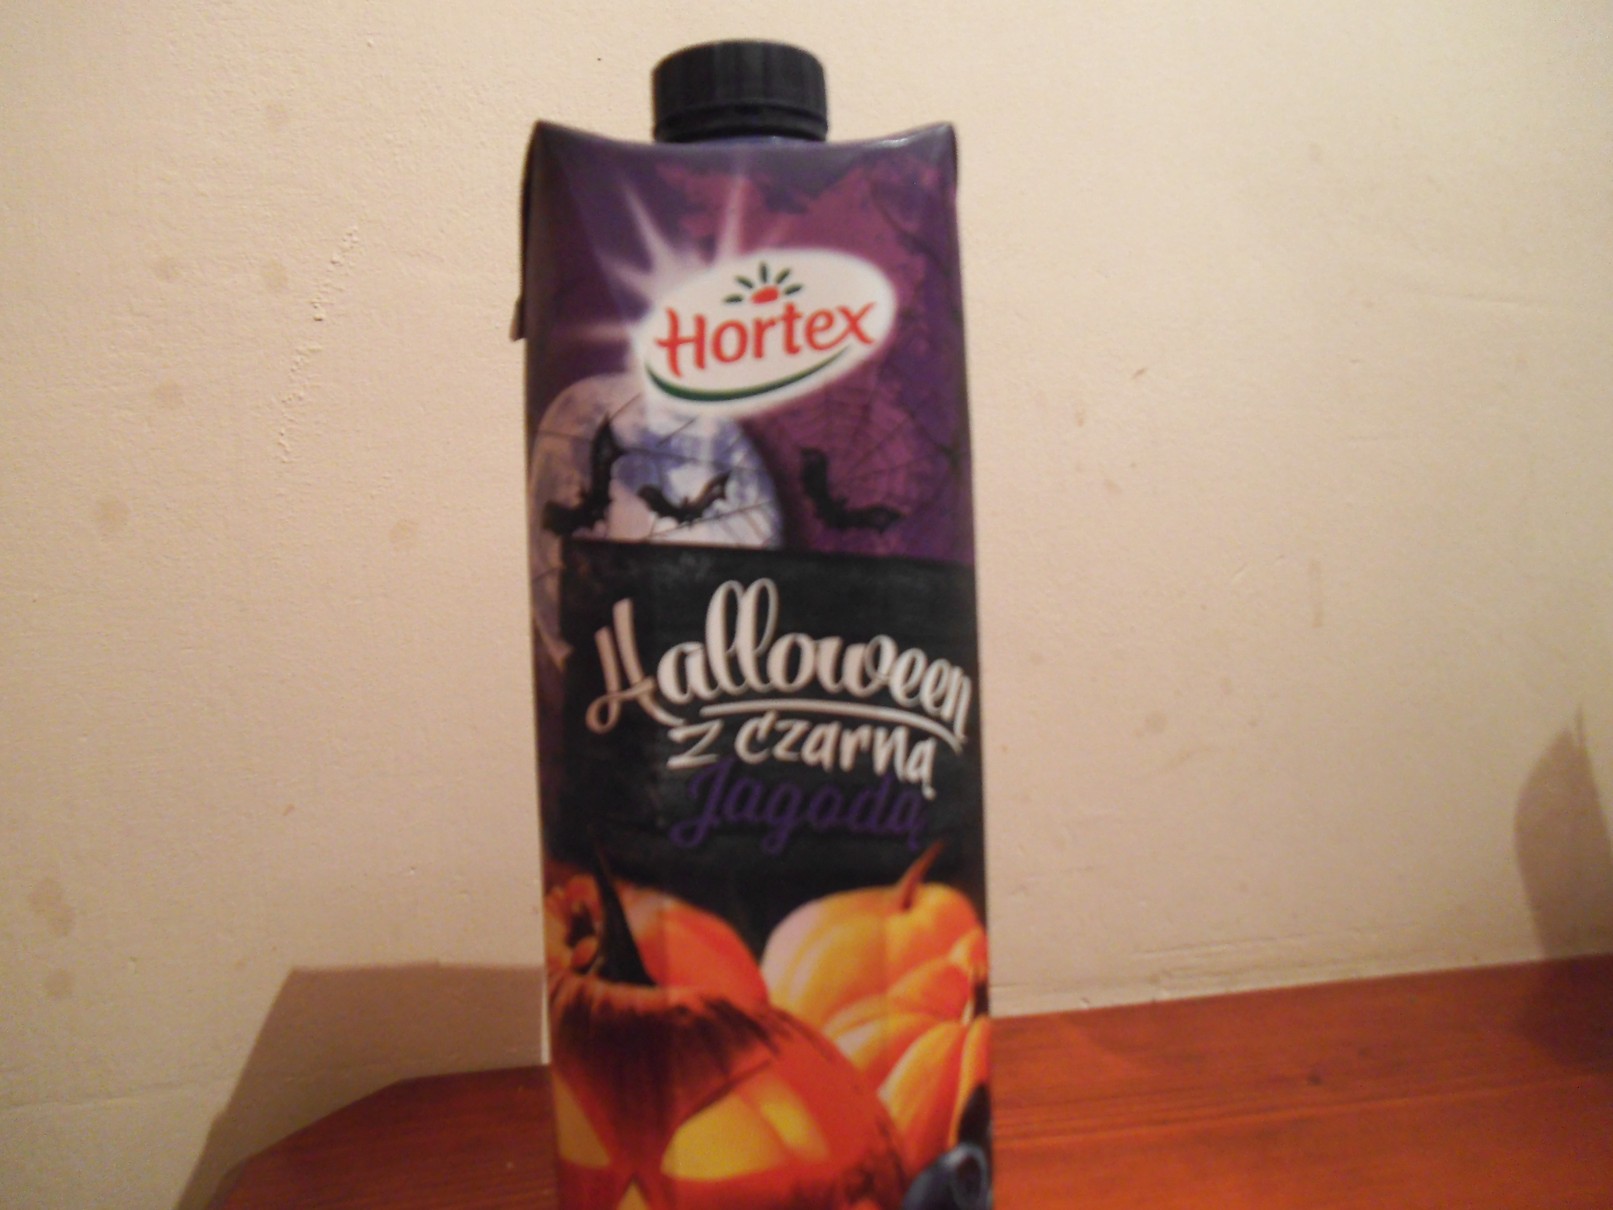 Hortex
Halloween
z czarną
Jagodą